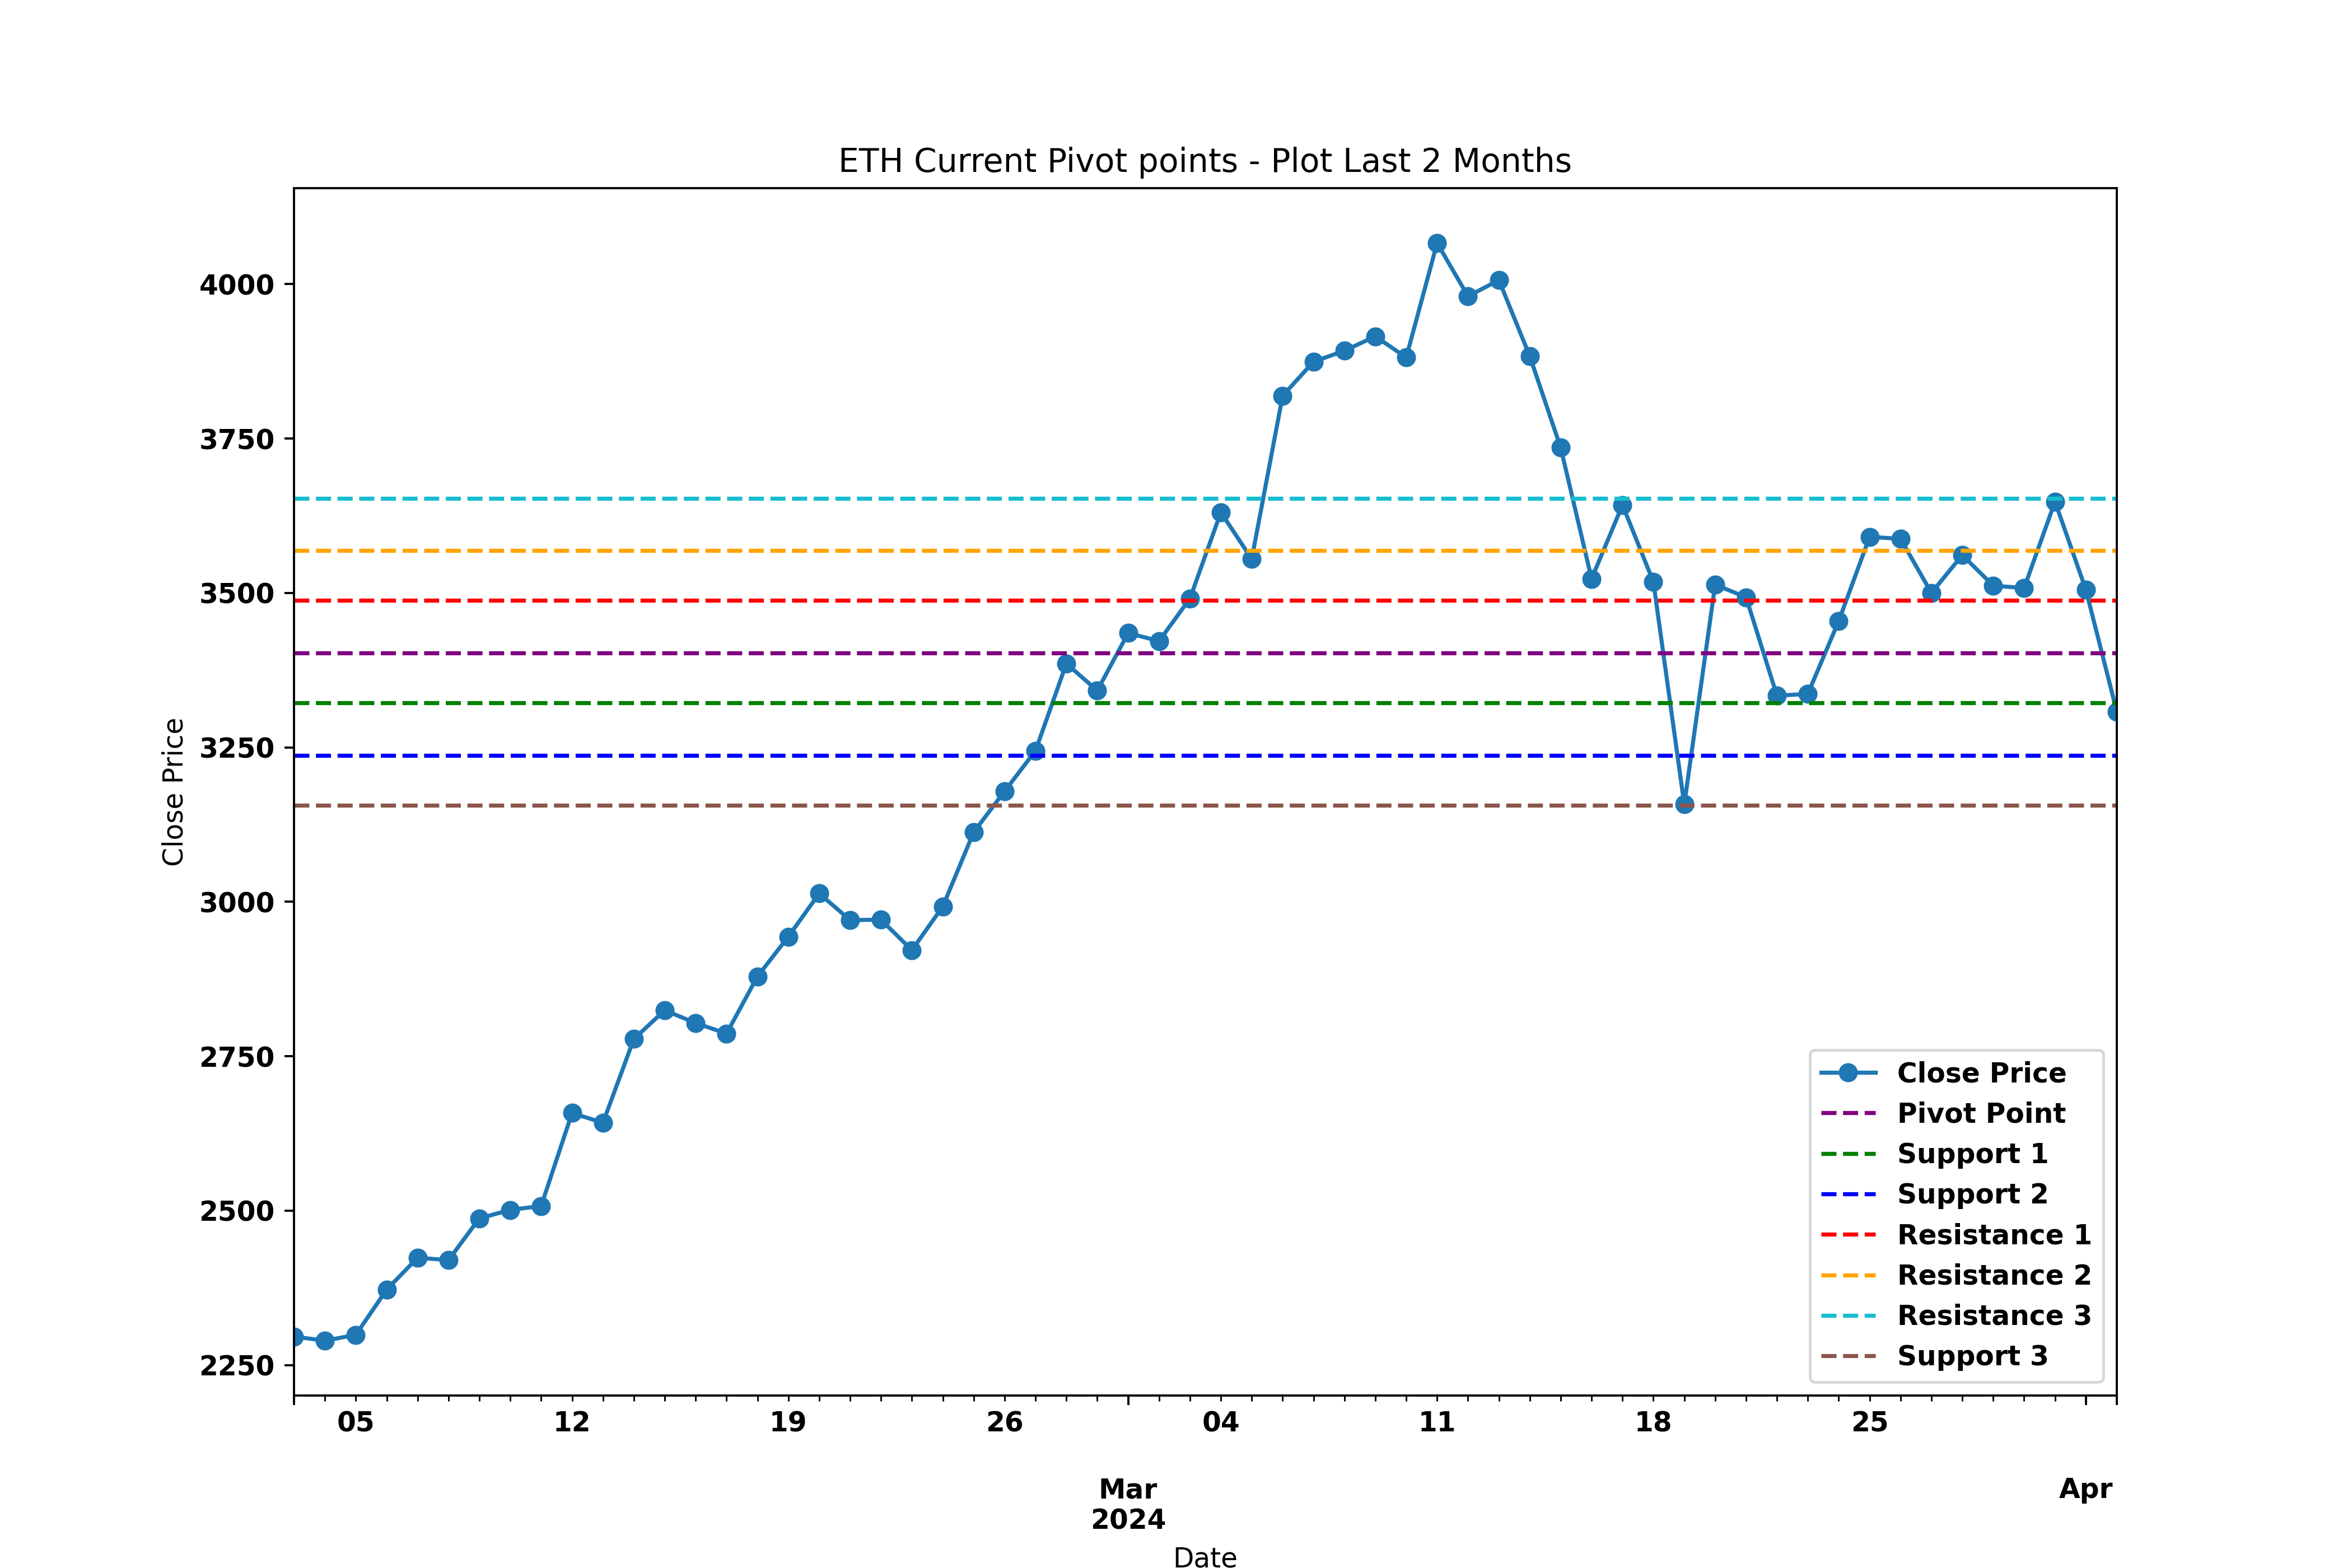 ETH Current Pivot points - Plot Last 2 Months
Close Price
4000
3750
3500
3250
3000
2750
2500
2250
Close Price
Pivot Point
Support 1
Support 2
Resistance 1
Resistance 2
Resistance 3
Support 3
05 12 19 26 04 11 18 25
Mar Apr
2024
Date